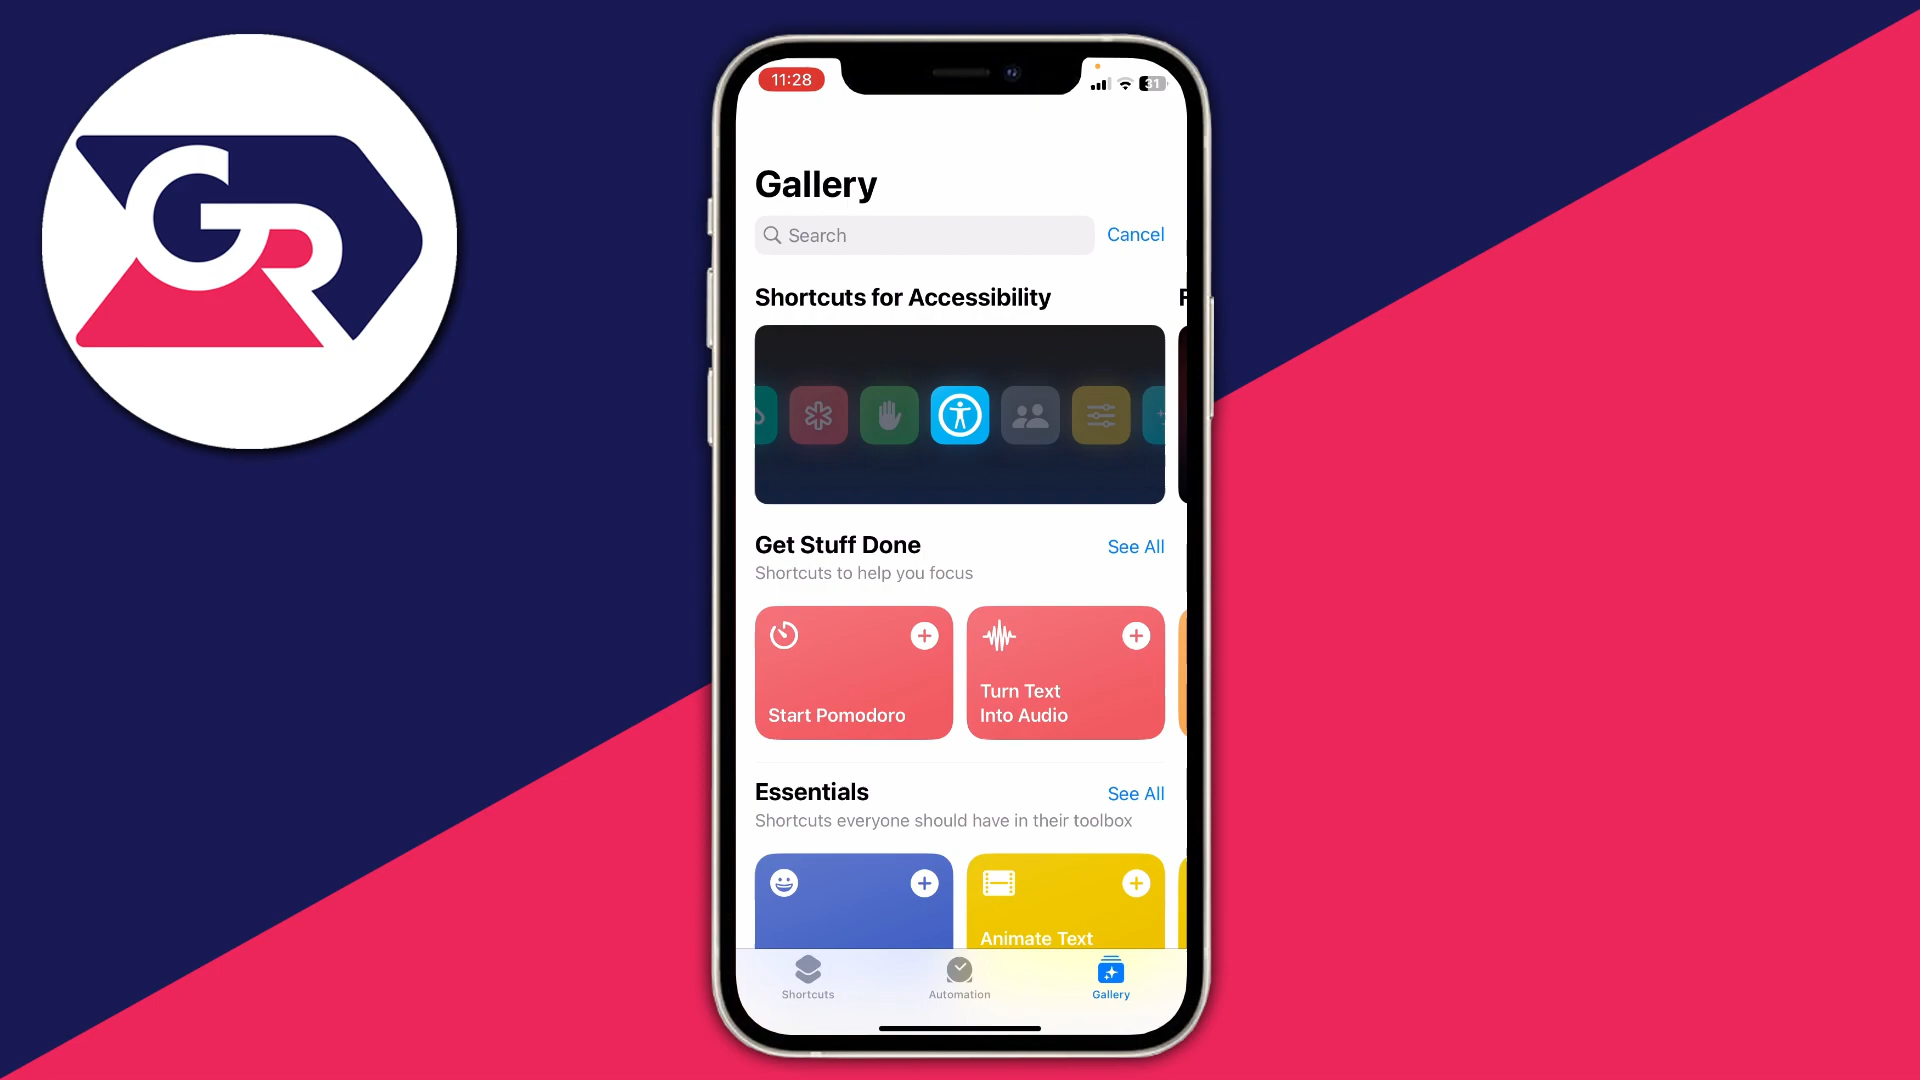 GR
11:28
31
Gallery
Search
Cancel
Shortcuts for Accessibility
Get Stuff Done
See All
Shortcuts to help you focus
Start Pomodoro
Turn Text
Into Audio
Essentials
See All
Shortcuts everyone should have in their toolbox
Animate Text
Shortcuts
Automation
Gallery